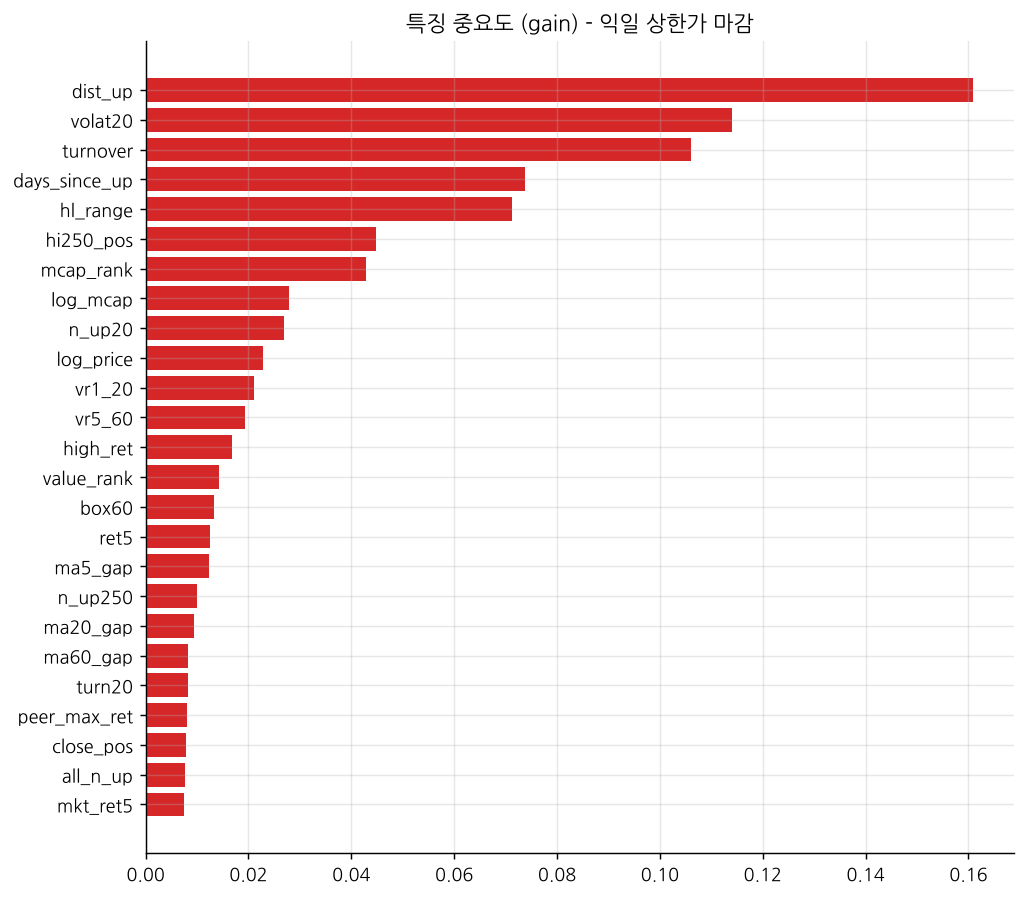 특징 중요도 (gain) - 익일 상한가 마감
dist_up
volat20
turnover
days_since_up
hl_range
hi250_pos
mcap_rank
log_mcap
n_up20
log_price
vr1_20
vr5_60
high_ret
value_rank
box60
ret5
ma5_gap
n_up250
ma20_gap
ma60_gap
turn20
peer_max_ret
close_pos
all_n_up
mkt_ret5
0.00 0.02 0.04 0.06 0.08 0.10 0.12 0.14 0.16